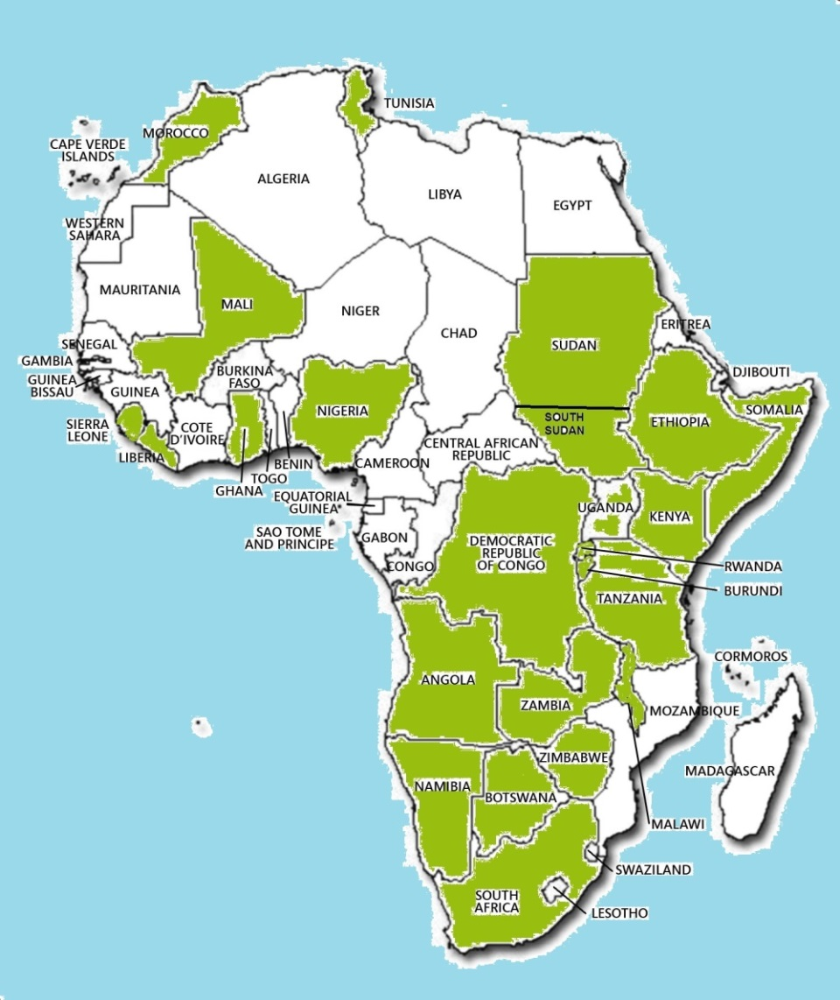 TUNISIA
MOROCCO
CAPE VERDE
ISLANDS
ALGERIA
LIBYA
EGYPT
WESTERN
SAHARA
MAURITANIA
MALI
NIGER
CHAD
SUDAN
ERITREA
SENEGAL
GAMBIA
GUINEA
BISSAU
GUINEA
BURKINA
FASO
DJIBOUTI
SOMALIA
SIERRA
LEONE
LIBERIA
COTE
D'IVOIRE
NIGERIA
SOUTH
SUDAN
ETHIOPIA
CENTRAL AFRICAN
REPUBLIC
CAMEROON
BENIN
TOGO
GHANA
EQUATORIAL
GUINEA
SAO TOME
AND PRINCIPE
GABON
CONGO
DEMOCRATIC
REPUBLIC
OF CONGO
UGANDA
KENYA
RWANDA
BURUNDI
TANZANIA
CORMOROS
ANGOLA
ZAMBIA
MOZAMBIQUE
ZIMBABWE
MADAGASCAR
NAMIBIA
BOTSWANA
MALAWI
SWAZILAND
SOUTH
AFRICA
LESOTHO